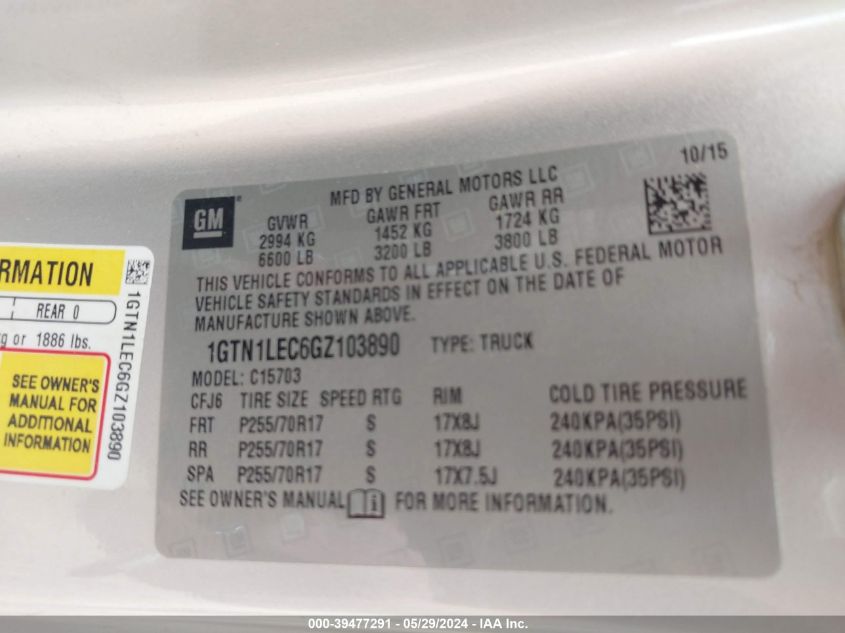 10/15
MFD BY GENERAL MOTORS LLC
GM
GVWR GAWR FRT GAWR RR
2994 KG 1452 KG 1724 KG
6600 LB 3200 LB 3800 LB
THIS VEHICLE CONFORMS TO ALL APPLICABLE U.S. FEDERAL MOTOR
VEHICLE SAFETY STANDARDS IN EFFECT ON THE DATE OF
MANUFACTURE SHOWN ABOVE.
1GTN1LEC6GZ103890 TYPE: TRUCK
MODEL: C15703
CFJ6 TIRE SIZE SPEED RTG RIM COLD TIRE PRESSURE
FRT P255/70R17 S 17X8J 240KPA(35PSI)
RR P255/70R17 S 17X8J 240KPA(35PSI)
SPA P255/70R17 S 17X7.5J 240KPA(35PSI)
SEE OWNER'S MANUAL i FOR MORE INFORMATION.
RMATION
REAR 0
g or 1886 lbs.
SEE OWNER'S
MANUAL FOR
ADDITIONAL
INFORMATION
1GTN1LEC6GZ103890
000-39477291 - 05/29/2024 - IAA Inc.